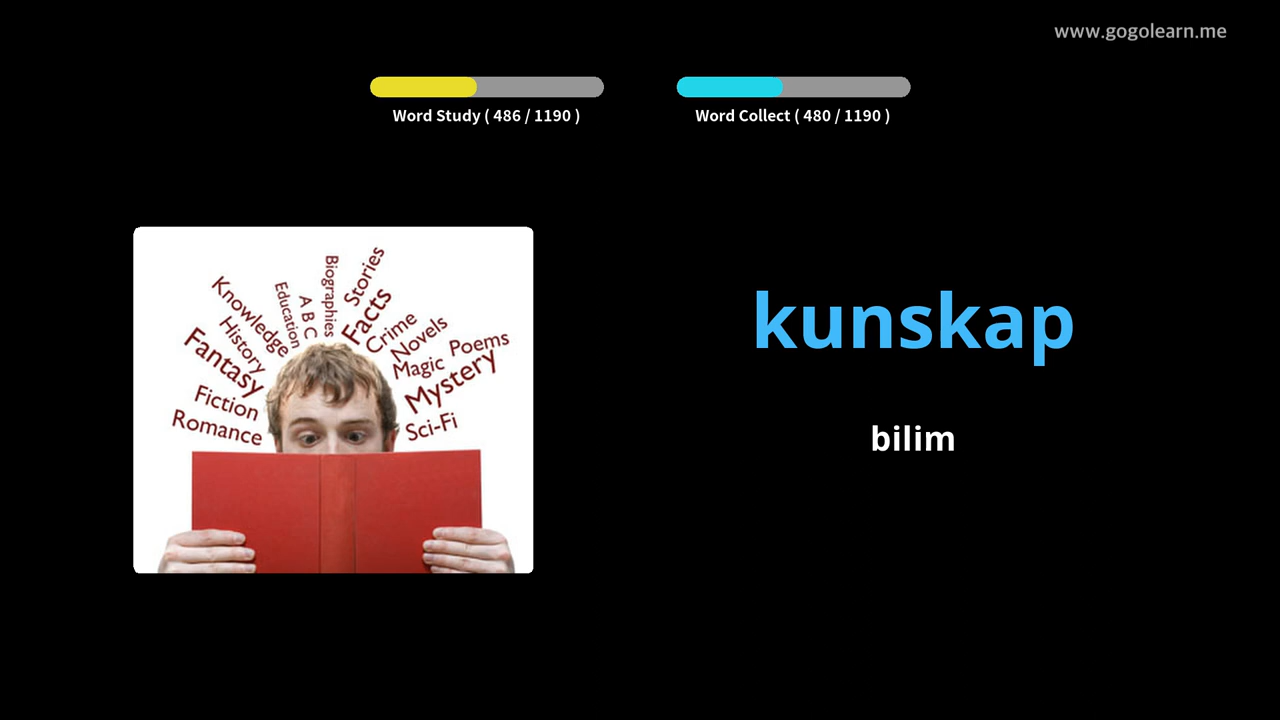 www.gogolearn.me
Word Study ( 486 / 1190 )
Word Collect ( 480 / 1190 )
Knowledge
Education
A B C
Biographies
Stories
Facts
Crime
Novels
Poems
Magic
Mystery
Sci-Fi
History
Fantasy
Fiction
Romance
kunskap
bilim